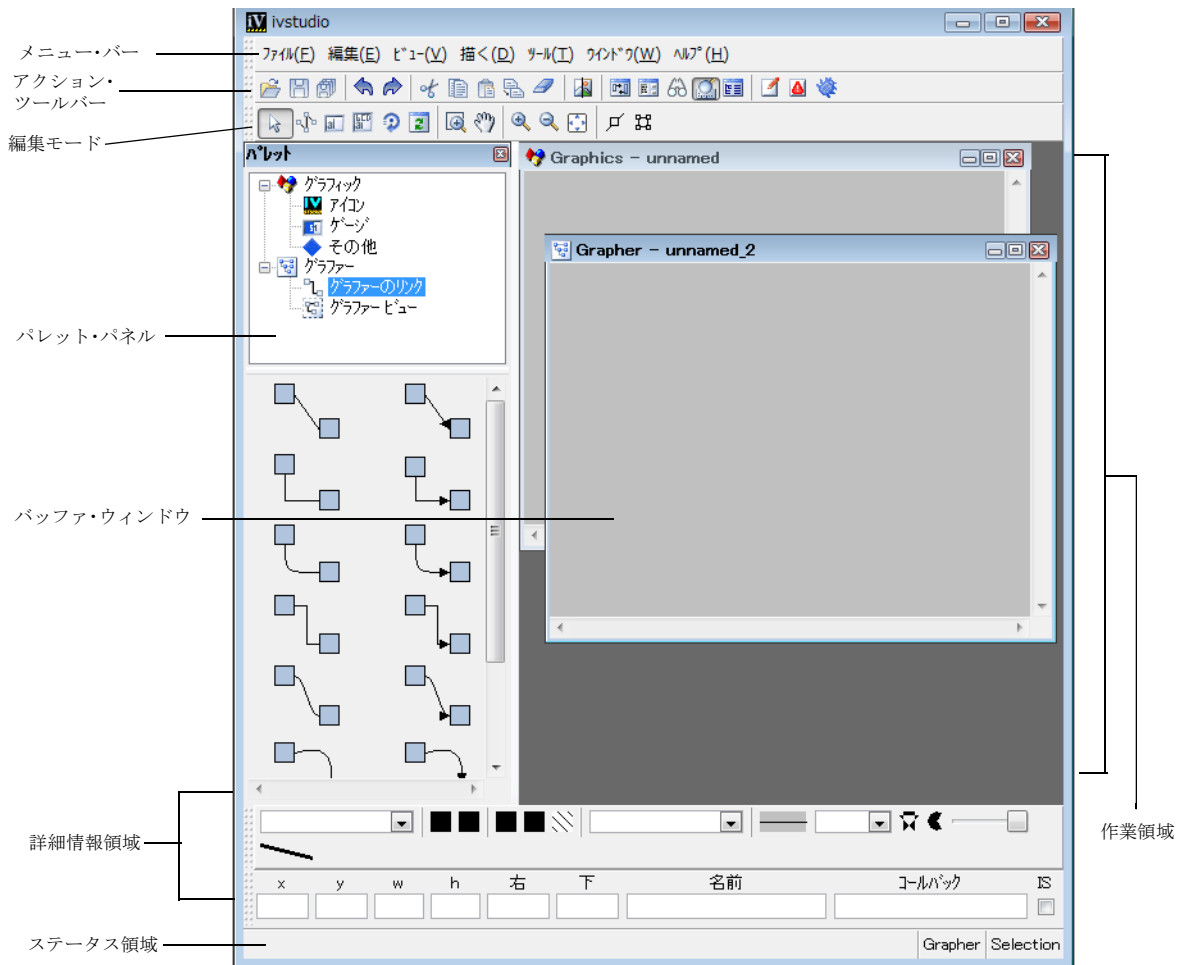 ivstudio
メニュー・バー
ファイル(F) 編集(E) ビュー(V) 描く(D) ツール(T) ウインドウ(W) ヘルプ(H)
アクション・
ツールバー
編集モード
パレット
Graphics - unnamed
グラフィック
アイコン
ゲージ
その他
グラファー
グラファーのリンク
グラファー ビュー
Grapher - unnamed_2
パレット・パネル
バッファ・ウィンドウ
作業領域
詳細情報領域
x y w h 右 下 名前 コールバック IS
ステータス領域
Grapher Selection